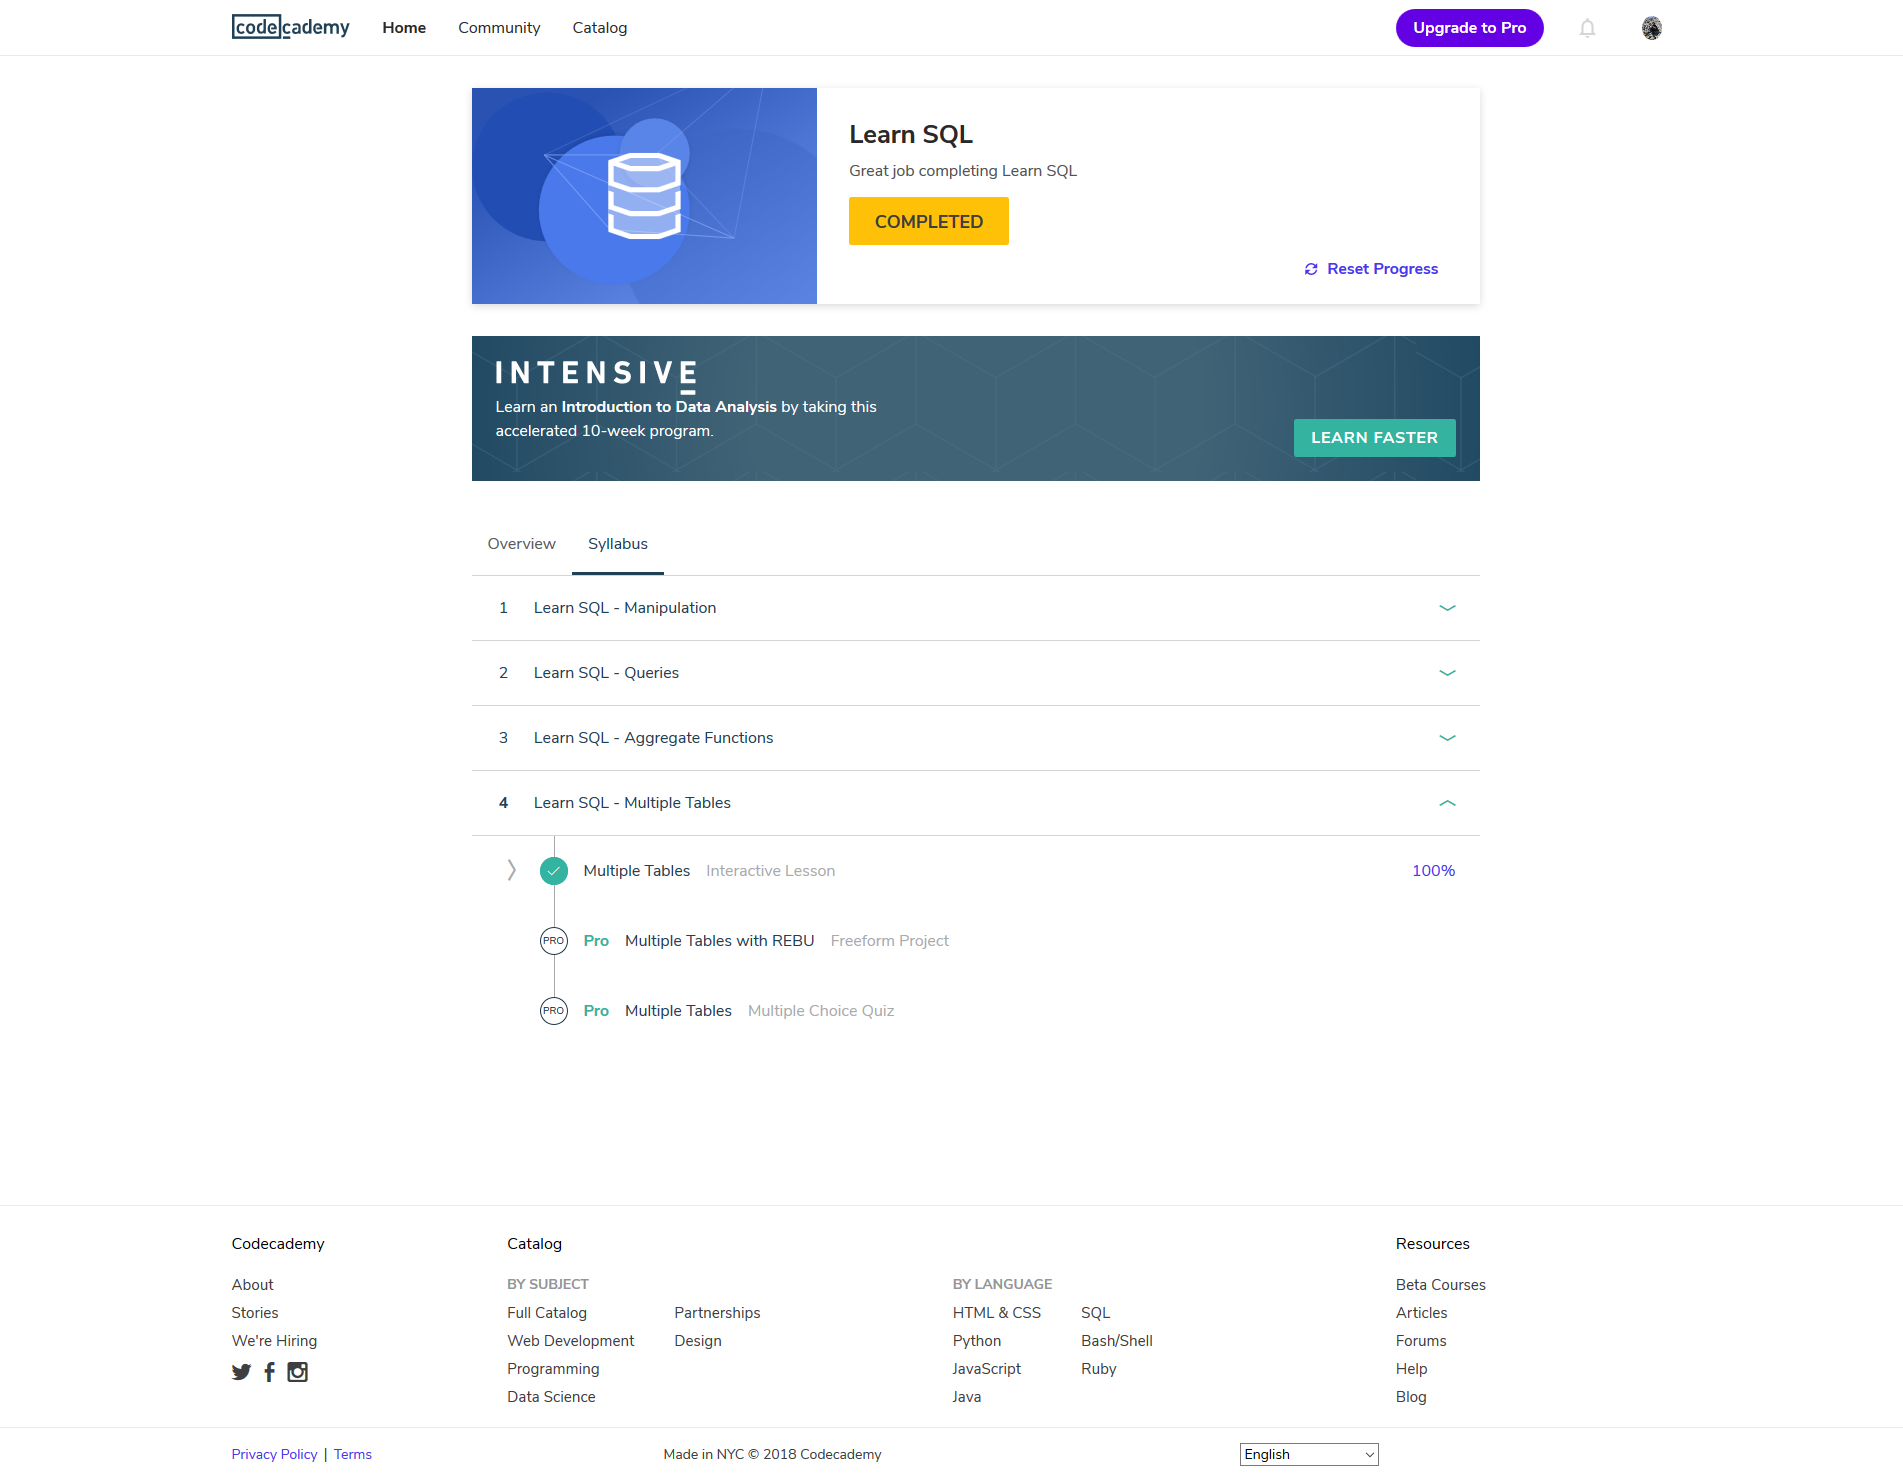 codecademy Home Community Catalog Upgrade to Pro
Learn SQL
Great job completing Learn SQL
COMPLETED
Reset Progress
INTENSIVE
Learn an Introduction to Data Analysis by taking this
accelerated 10-week program.
LEARN FASTER
Overview Syllabus
1 Learn SQL - Manipulation
2 Learn SQL - Queries
3 Learn SQL - Aggregate Functions
4 Learn SQL - Multiple Tables
Multiple Tables Interactive Lesson 100%
PRO Pro Multiple Tables with REBU Freeform Project
PRO Pro Multiple Tables Multiple Choice Quiz
Codecademy
About
Stories
We're Hiring
Catalog
BY SUBJECT
Full Catalog
Web Development
Programming
Data Science
Partnerships
Design
BY LANGUAGE
HTML & CSS
Python
JavaScript
Java
SQL
Bash/Shell
Ruby
Resources
Beta Courses
Articles
Forums
Help
Blog
Privacy Policy | Terms
Made in NYC © 2018 Codecademy
English